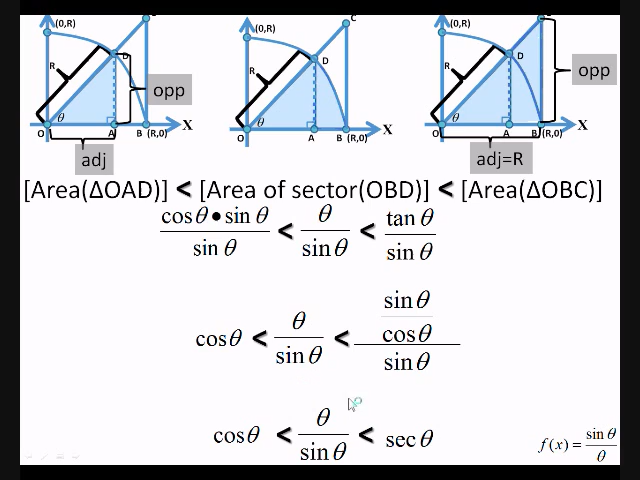 (0,R) C (0,R) C (0,R)
R D opp R D R D opp
O θ A B (R,0) X O θ A B (R,0) X O θ A B (R,0) X
adj adj=R
[Area(ΔOAD)] < [Area of sector(OBD)] < [Area(ΔOBC)]
cosθ•sinθ / sinθ < θ / sinθ < tanθ / sinθ
cosθ < θ / sinθ < sinθ / cosθ / sinθ
cosθ < θ / sinθ < secθ
f(x) = sinθ / θ